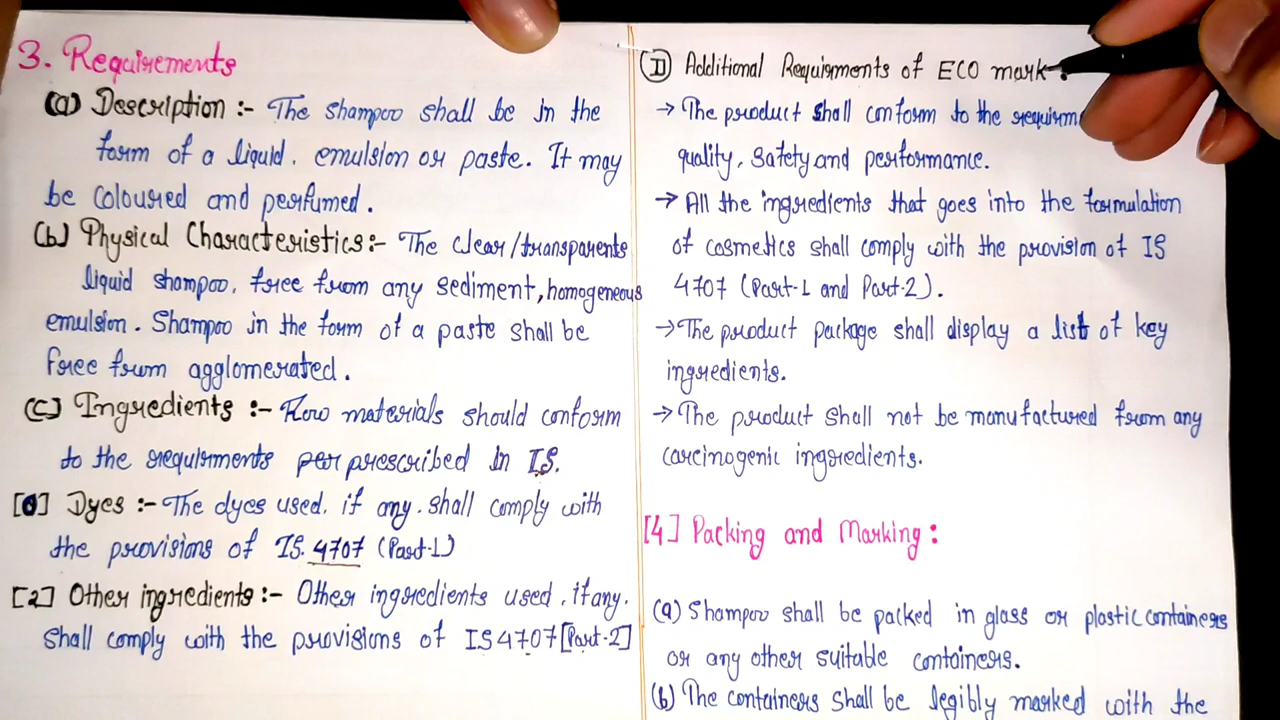 3. Requirements
(a) Description :- The shampoo shall be in the
form of a liquid, emulsion or paste. It may
be coloured and perfumed.
(b) Physical Characteristics:- The clear/transparents
liquid shampoo, free from any sediment, homogeneous
emulsion. Shampoo in the form of a paste shall be
free from agglomerated.
(C) Ingredients :- Row materials should conform
to the requirments per prescribed in IS.
Dyes :- The dyes used, if any, shall comply with
the provisions of IS. 4707 (Part-1)
[2] Other ingredients :- Other ingredients used, if any,
shall comply with the provisions of IS 4707 [Part-2]
(D) Additional Requirments of ECO mark :
→ The product shall conform to the requirm
quality, safety and performance.
→ All the ingredients that goes into the formulation
of cosmetics shall comply with the provision of IS
4707 (Part-1 and Part-2).
→ The product package shall display a list of key
ingredients.
→ The product shall not be manufactured from any
carcinogenic ingredients.
[4] Packing and Marking :
(a) Shampoo shall be packed in glass or plastic containers
or any other suitable containers.
(b) The containers shall be legibly marked with the